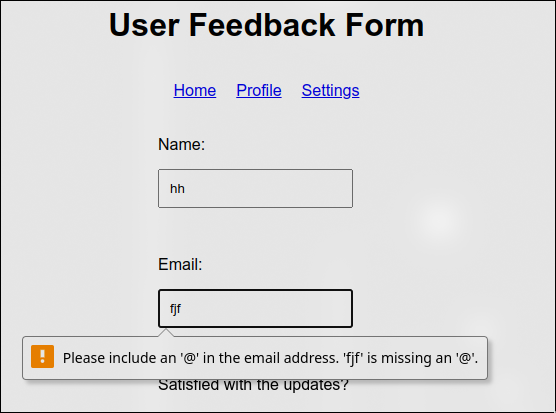 User Feedback Form
Home Profile Settings
Name:
hh
Email:
fjf
Please include an '@' in the email address. 'fjf' is missing an '@'.
Satisfied with the updates?